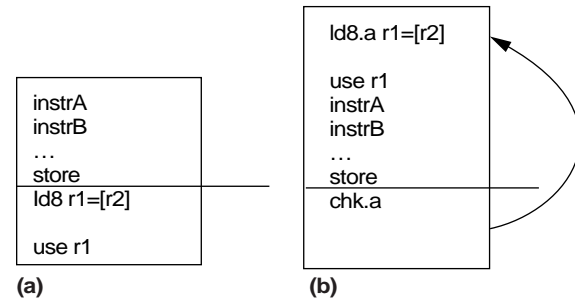 instrA
instrB
…
store
ld8 r1=[r2]
use r1
(a)
ld8.a r1=[r2]
use r1
instrA
instrB
…
store
chk.a
(b)